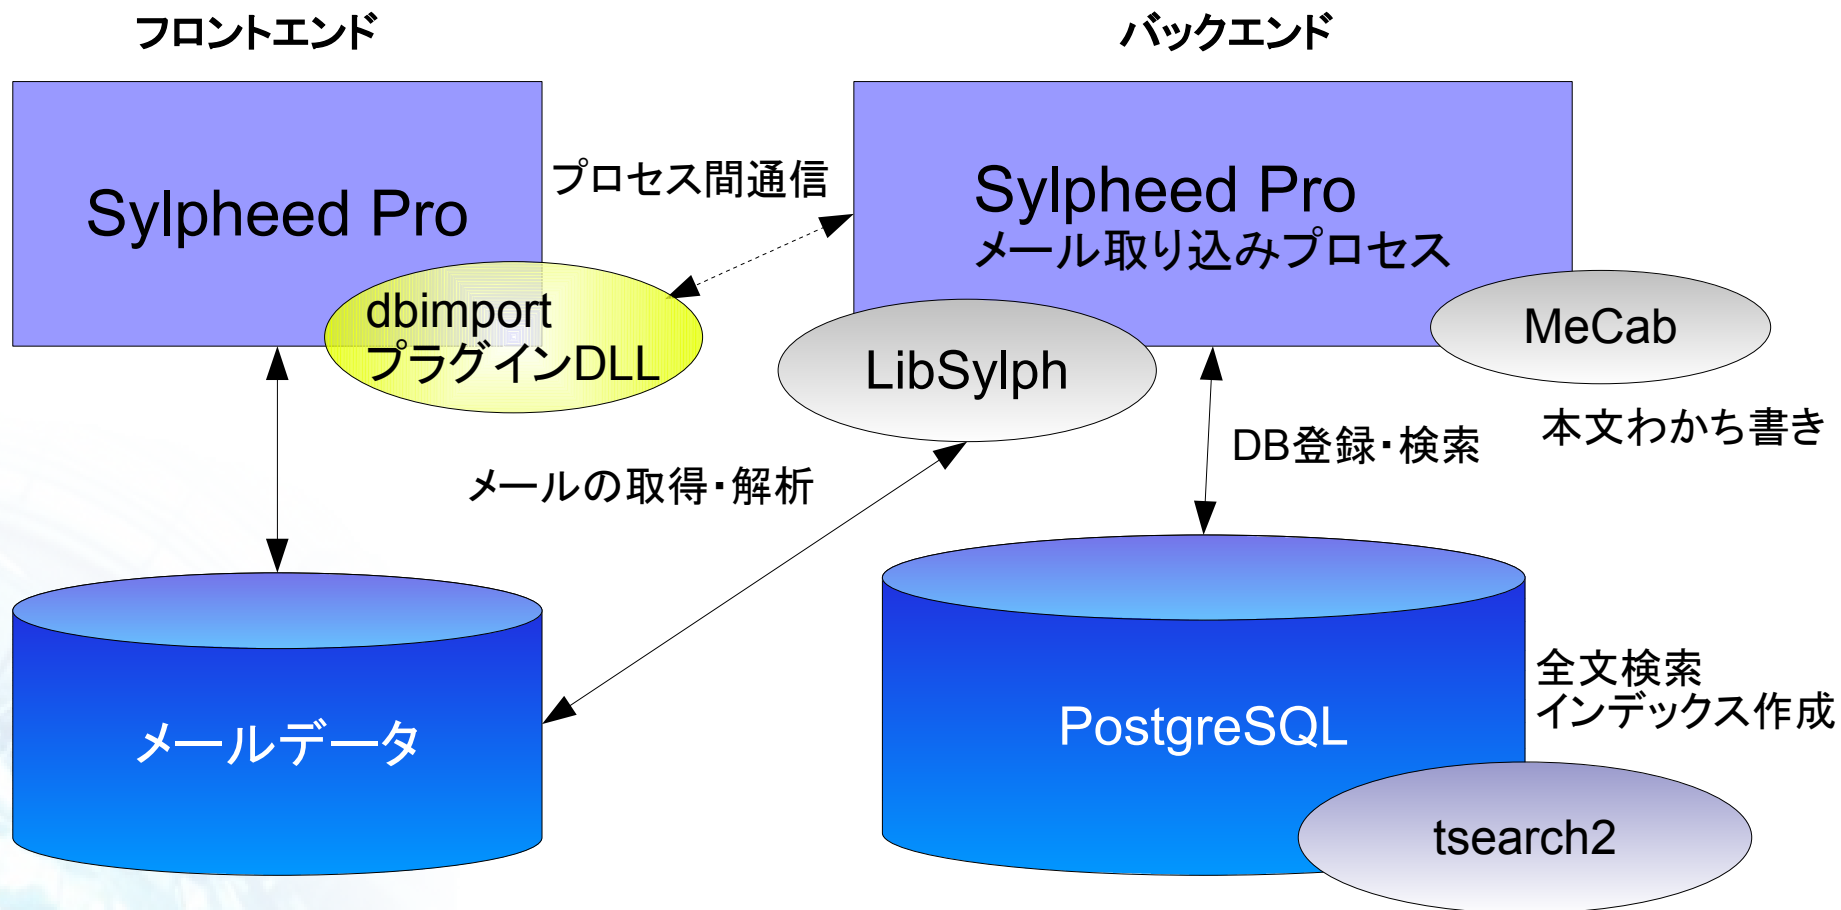 フロントエンド
バックエンド
Sylpheed Pro
プロセス間通信
Sylpheed Pro
メール取り込みプロセス
dbimport
プラグインDLL
LibSylph
MeCab
本文わかち書き
DB登録・検索
メールの取得・解析
メールデータ
PostgreSQL
全文検索
インデックス作成
tsearch2